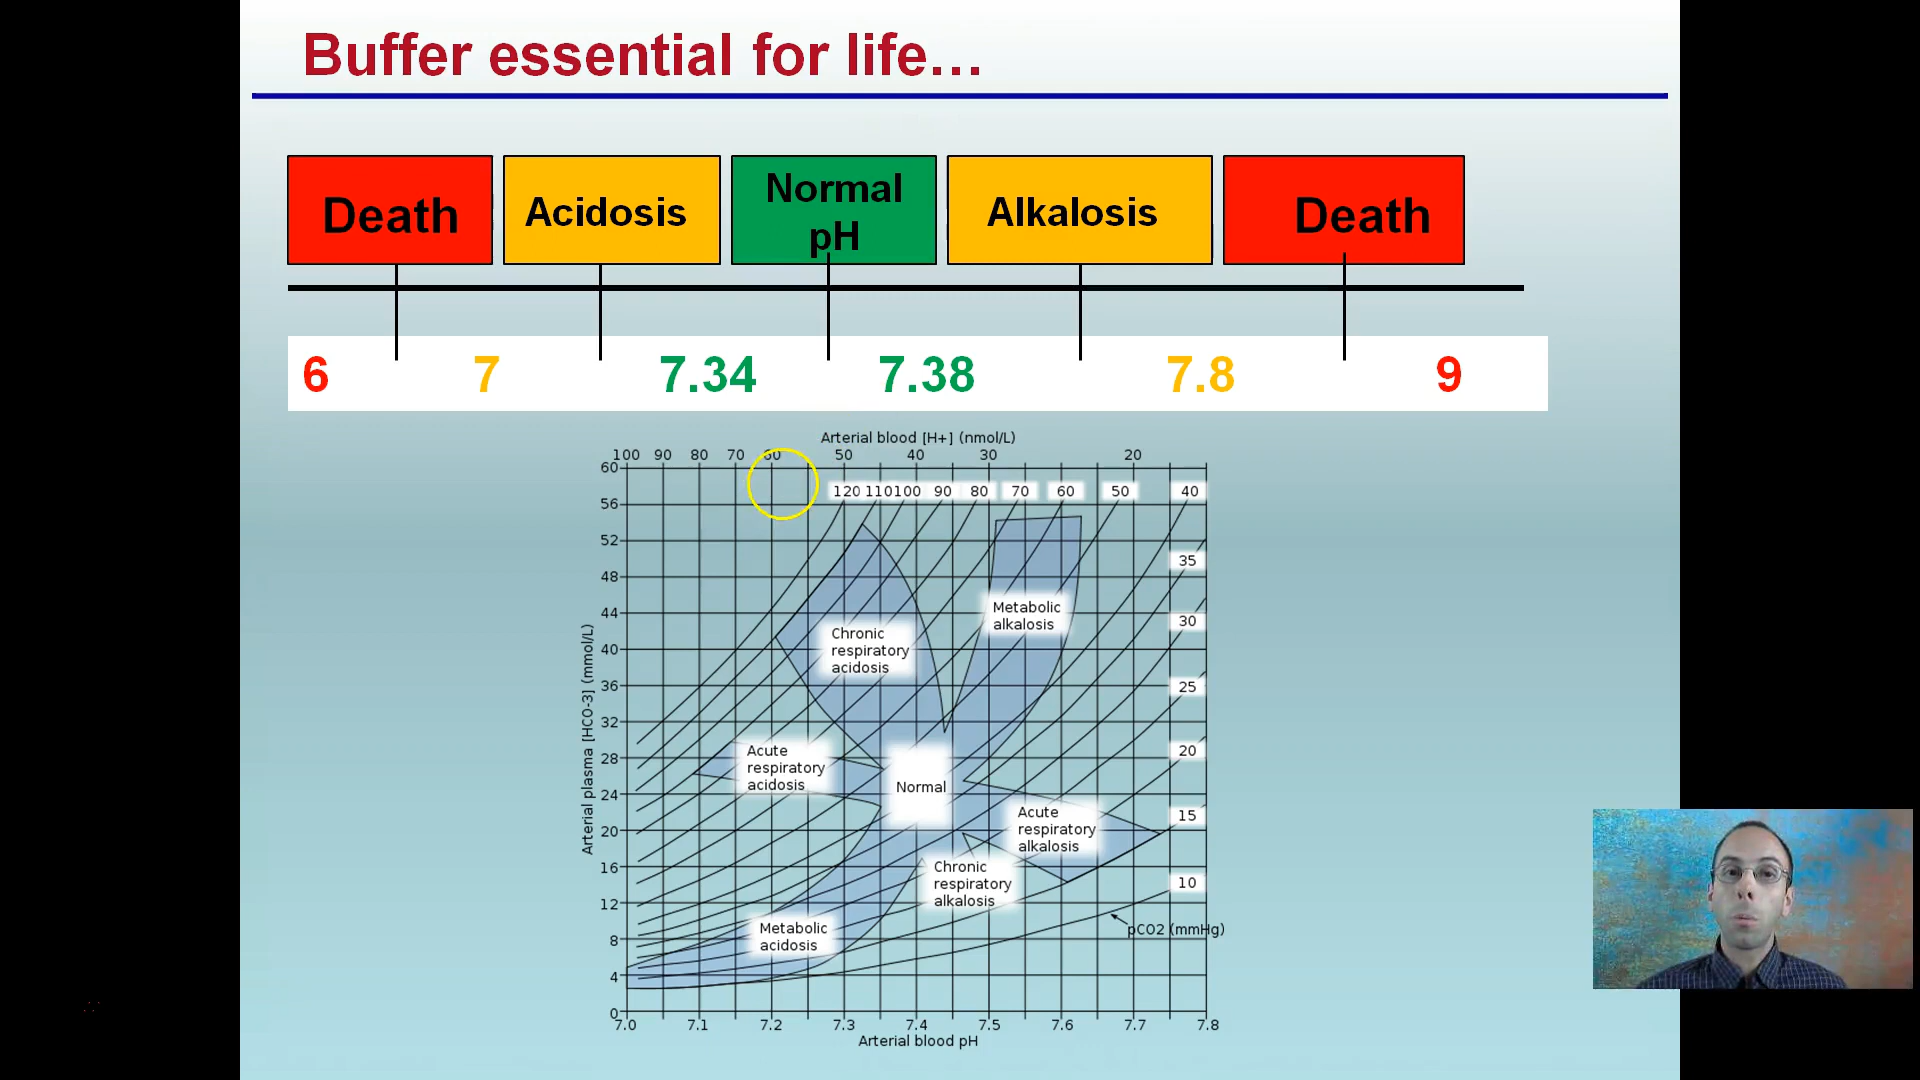 Buffer essential for life…
Death
Acidosis
Normal
pH
Alkalosis
Death
6 7 7.34 7.38 7.8 9
Arterial blood [H+] (nmol/L)
100 90 80 70 60 50 40 30 20
120 110 100 90 80 70 60 50 40
35
30
25
20
15
10
60
56
52
48
44
40
36
32
28
24
20
16
12
8
4
0
Arterial plasma [HCO-3] (mmol/L)
Chronic
respiratory
acidosis
Metabolic
alkalosis
Acute
respiratory
acidosis
Normal
Acute
respiratory
alkalosis
Chronic
respiratory
alkalosis
Metabolic
acidosis
pCO2 (mmHg)
7.0 7.1 7.2 7.3 7.4 7.5 7.6 7.7 7.8
Arterial blood pH